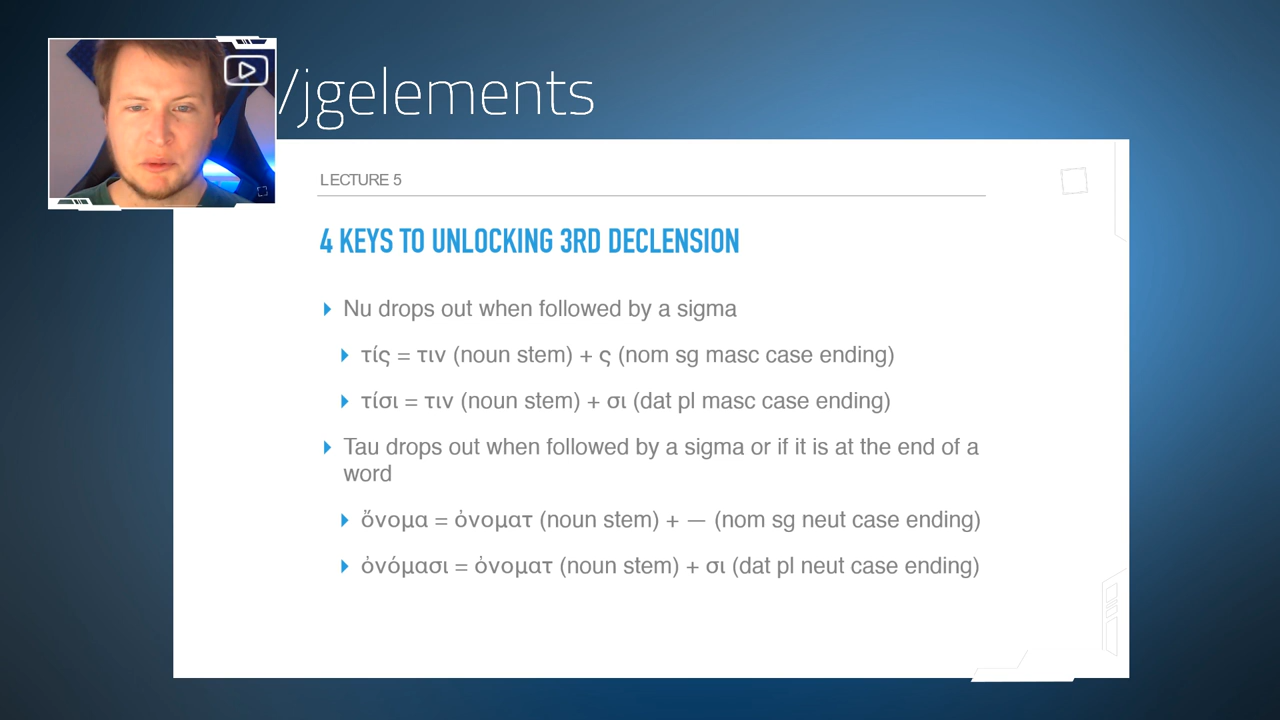 /jgelements
LECTURE 5
4 KEYS TO UNLOCKING 3RD DECLENSION
Nu drops out when followed by a sigma
τίς = τιν (noun stem) + ς (nom sg masc case ending)
τίσι = τιν (noun stem) + σι (dat pl masc case ending)
Tau drops out when followed by a sigma or if it is at the end of a
word
ὄνομα = ὀνοματ (noun stem) + — (nom sg neut case ending)
ὀνόμασι = ὀνοματ (noun stem) + σι (dat pl neut case ending)